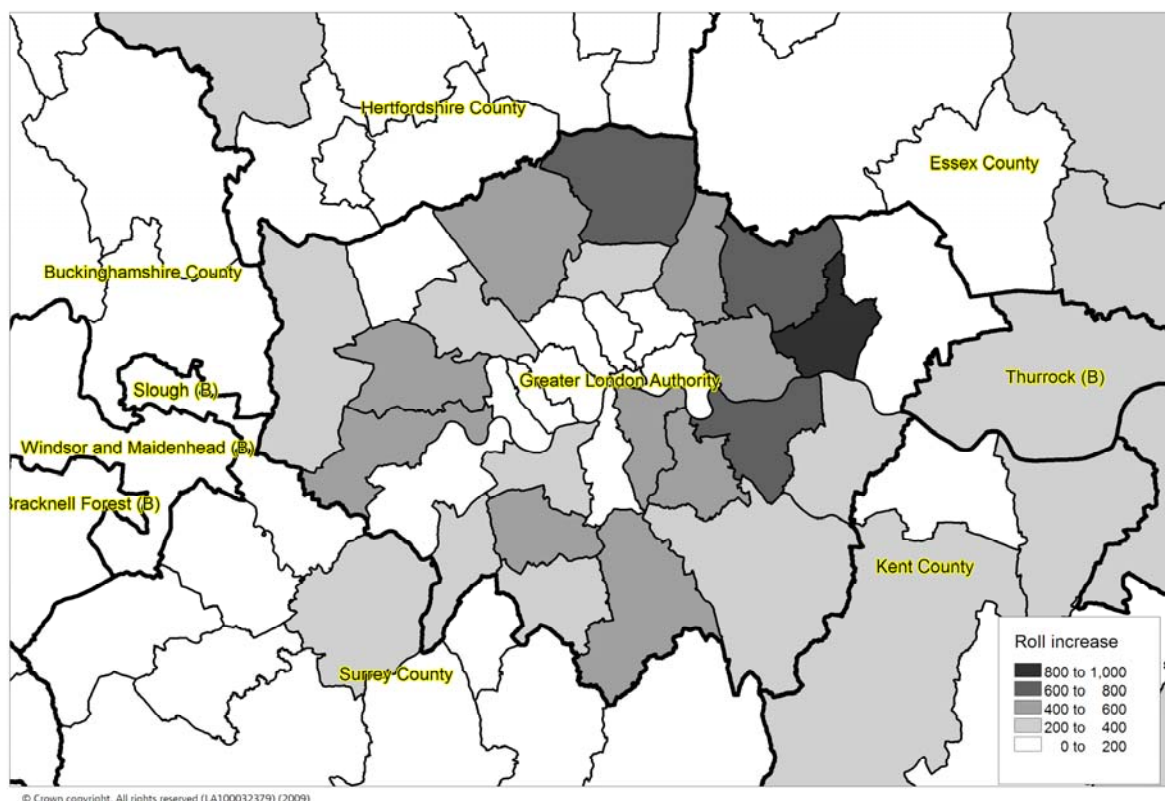 Hertfordshire County
Essex County
Buckinghamshire County
Greater London Authority
Thurrock (B)
Slough (B)
Windsor and Maidenhead (B)
Bracknell Forest (B)
Kent County
Surrey County
Roll increase
800 to 1,000
600 to 800
400 to 600
200 to 400
0 to 200
© Crown copyright. All rights reserved (LA100032379) (2009)